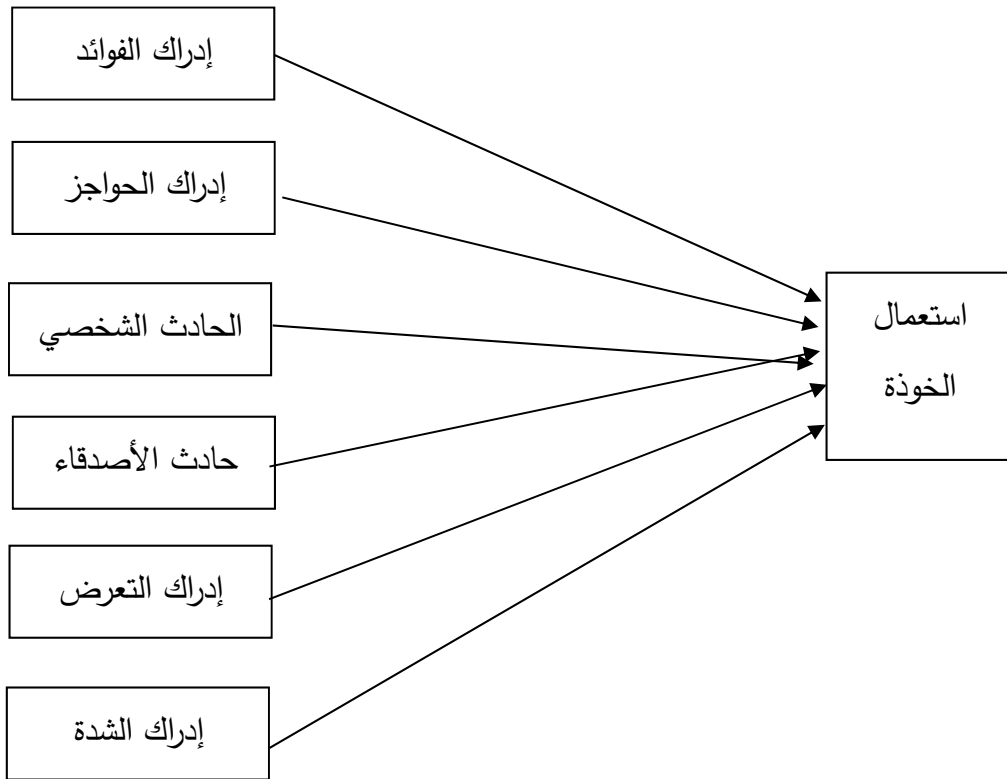 إدراك الفوائد
إدراك الحواجز
الحادث الشخصي
حادث الأصدقاء
إدراك التعرض
إدراك الشدة
استعمال
الخوذة